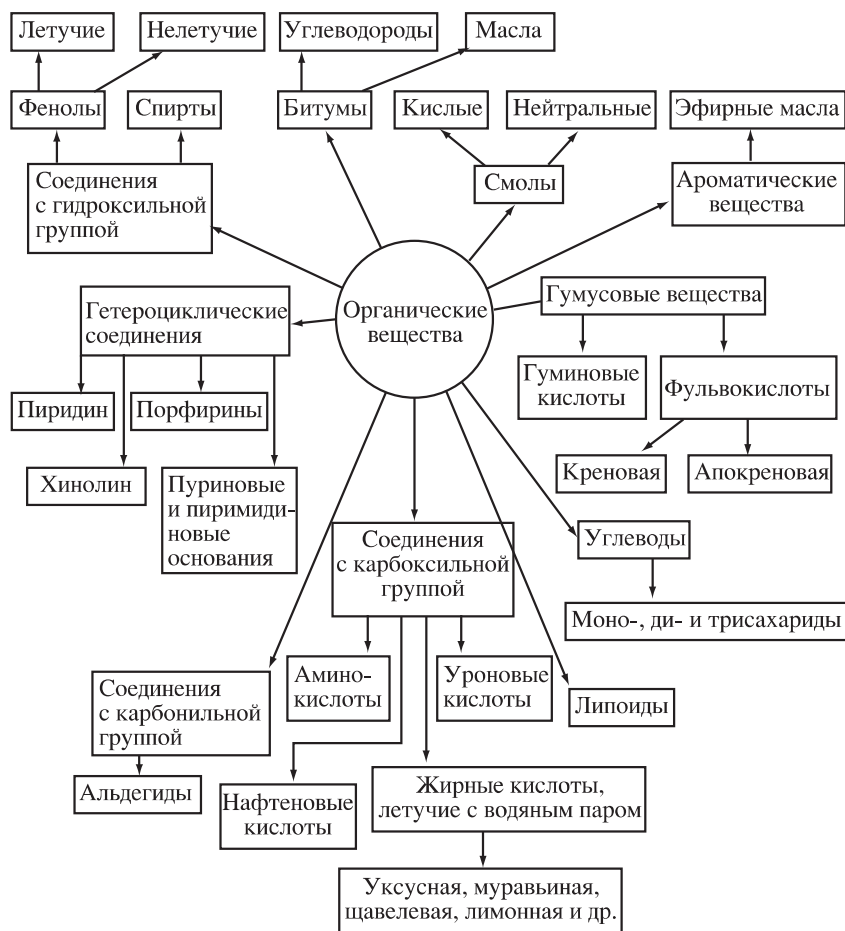 Летучие
Нелетучие
Углеводороды
Масла
Фенолы
Спирты
Битумы
Кислые
Нейтральные
Эфирные масла
Соединения
с гидроксильной
группой
Смолы
Ароматические
вещества
Гетероциклические
соединения
Органические
вещества
Гумусовые вещества
Гуминовые
кислоты
Фульвокислоты
Пиридин
Порфирины
Хинолин
Пуриновые
и пиримиди-
новые
основания
Креновая
Апокреновая
Соединения
с карбоксильной
группой
Углеводы
Моно-, ди- и трисахариды
Соединения
с карбонильной
группой
Амино-
кислоты
Уроновые
кислоты
Липоиды
Альдегиды
Нафтеновые
кислоты
Жирные кислоты,
летучие с водяным паром
Уксусная, муравьиная,
щавелевая, лимонная и др.